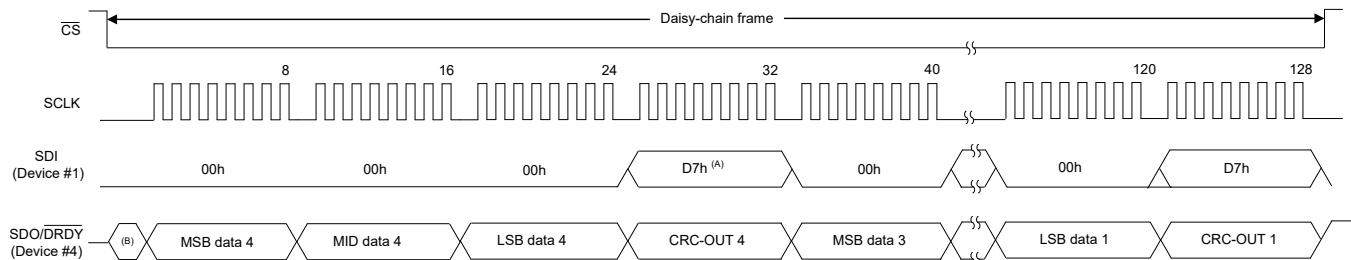 Daisy-chain frame
CS
8 16 24 32 40 120 128
SCLK
SDI
(Device #1)
00h 00h 00h D7h (A) 00h 00h D7h
SDO/DRDY
(Device #4)
(B) MSB data 4 MID data 4 LSB data 4 CRC-OUT 4 MSB data 3 LSB data 1 CRC-OUT 1